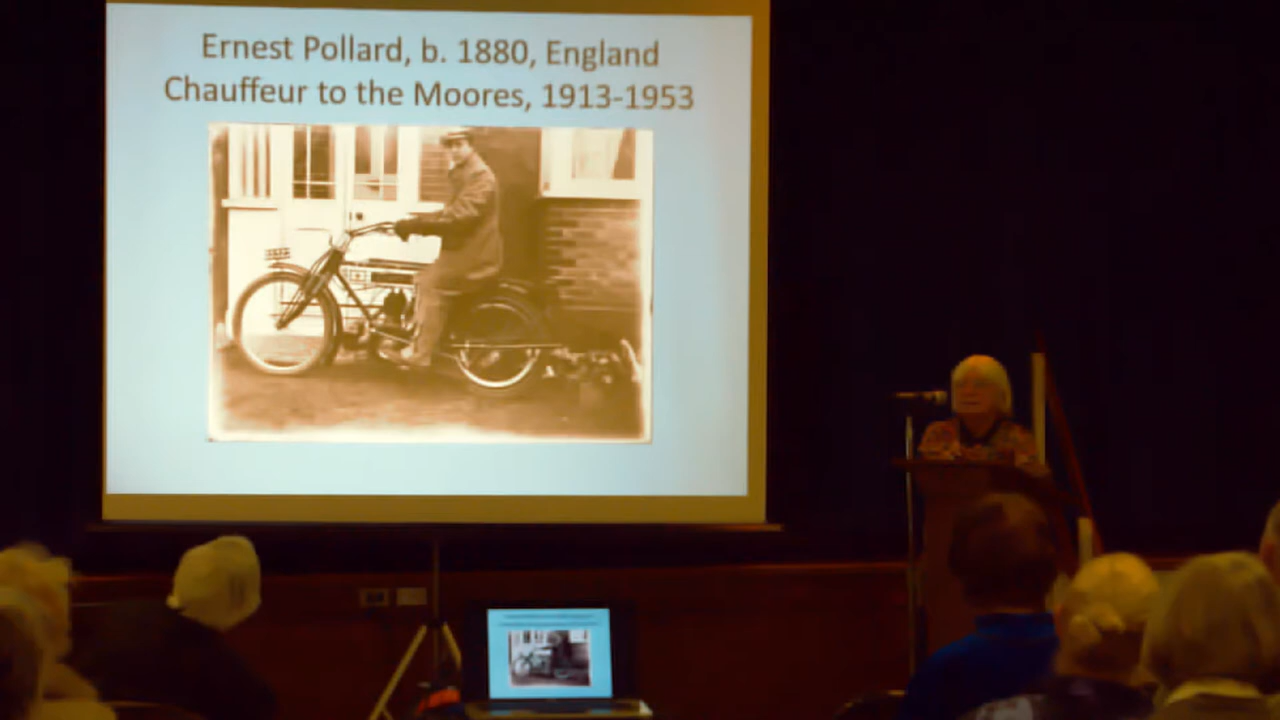 Ernest Pollard, b. 1880, England
Chauffeur to the Moores, 1913-1953